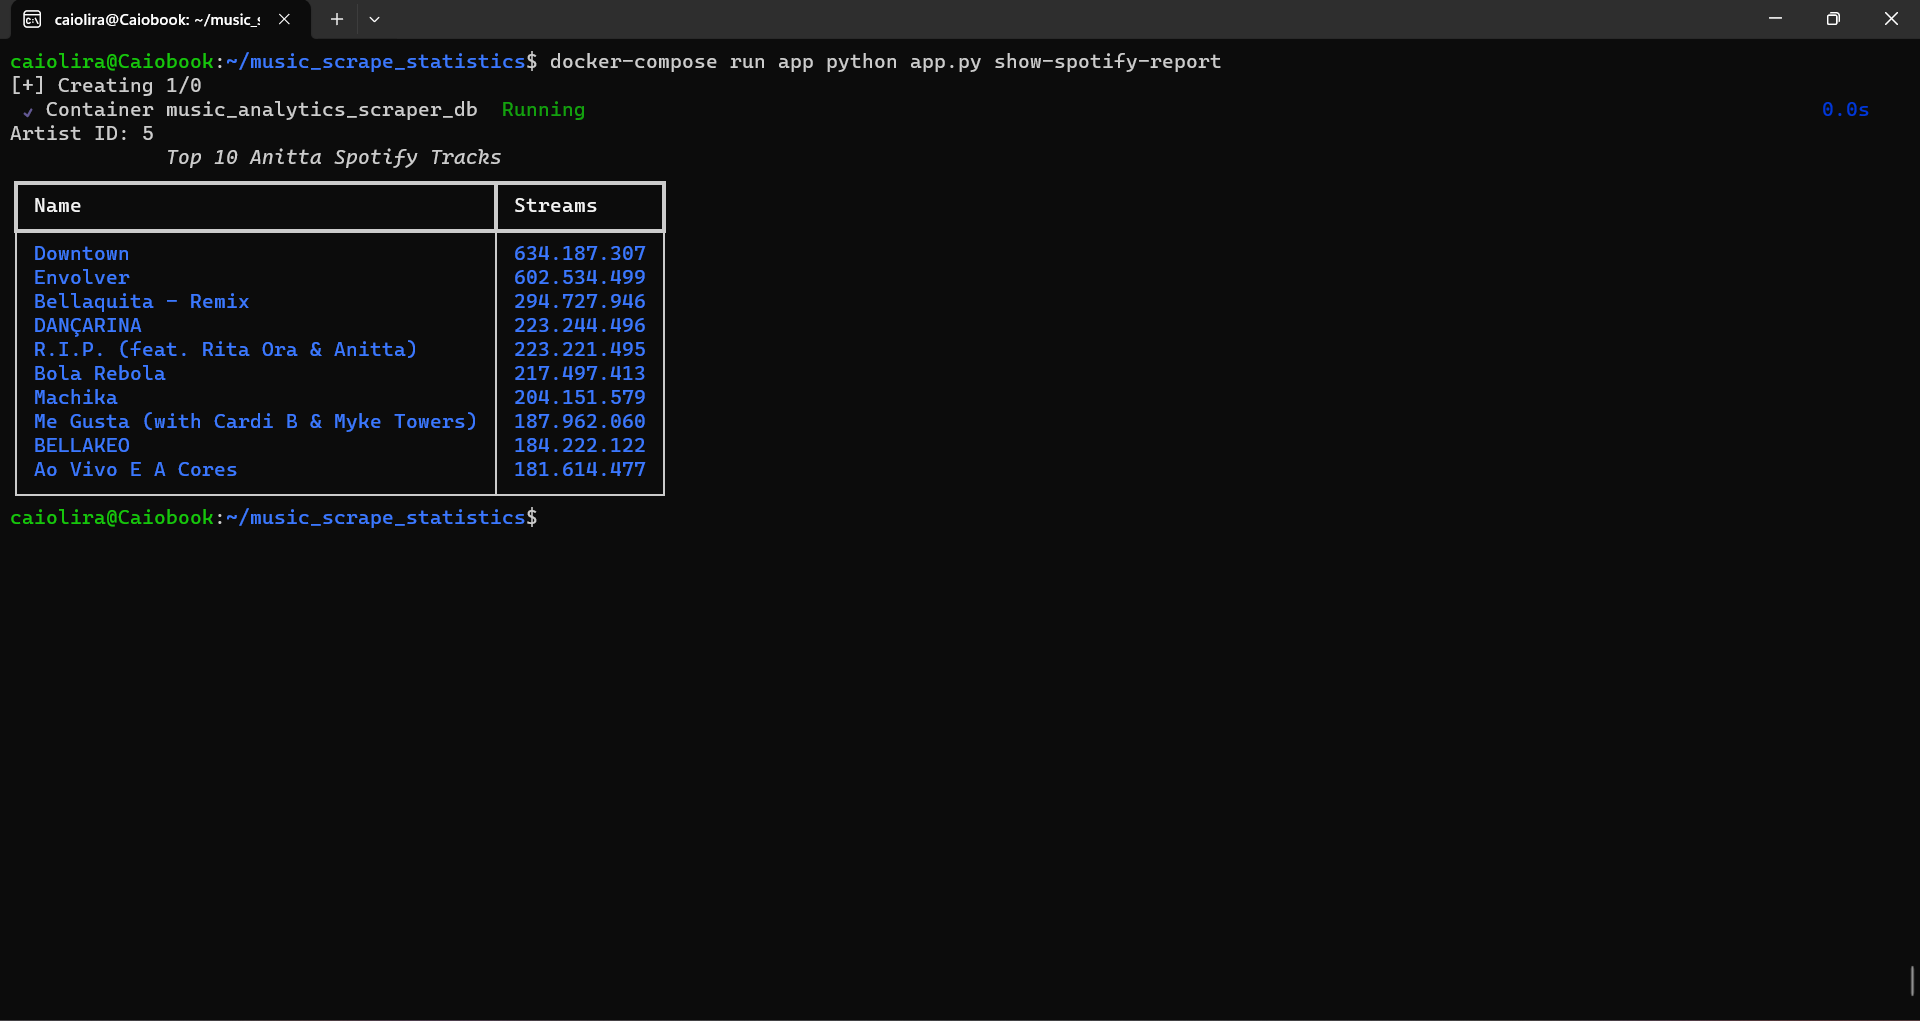 caiolira@Caiobook: ~/music_s
caiolira@Caiobook:~/music_scrape_statistics$ docker-compose run app python app.py show-spotify-report
[+] Creating 1/0
✓ Container music_analytics_scraper_db  Running 0.0s
Artist ID: 5
Top 10 Anitta Spotify Tracks
Name Streams
Downtown 634.187.307
Envolver 602.534.499
Bellaquita - Remix 294.727.946
DANÇARINA 223.244.496
R.I.P. (feat. Rita Ora & Anitta) 223.221.495
Bola Rebola 217.497.413
Machika 204.151.579
Me Gusta (with Cardi B & Myke Towers) 187.962.060
BELLAKEO 184.222.122
Ao Vivo E A Cores 181.614.477
caiolira@Caiobook:~/music_scrape_statistics$